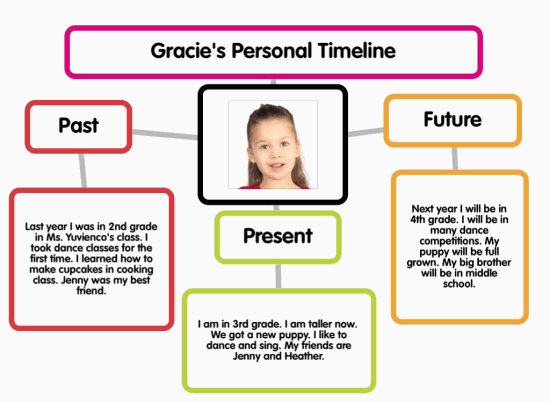 Gracie's Personal Timeline
Past
Last year I was in 2nd grade
in Ms. Yuvienco's class. I
took dance classes for the
first time. I learned how to
make cupcakes in cooking
class. Jenny was my best
friend.
Present
I am in 3rd grade. I am taller now.
We got a new puppy. I like to
dance and sing. My friends are
Jenny and Heather.
Future
Next year I will be in
4th grade. I will be in
many dance
competitions. My
puppy will be full
grown. My big brother
will be in middle
school.